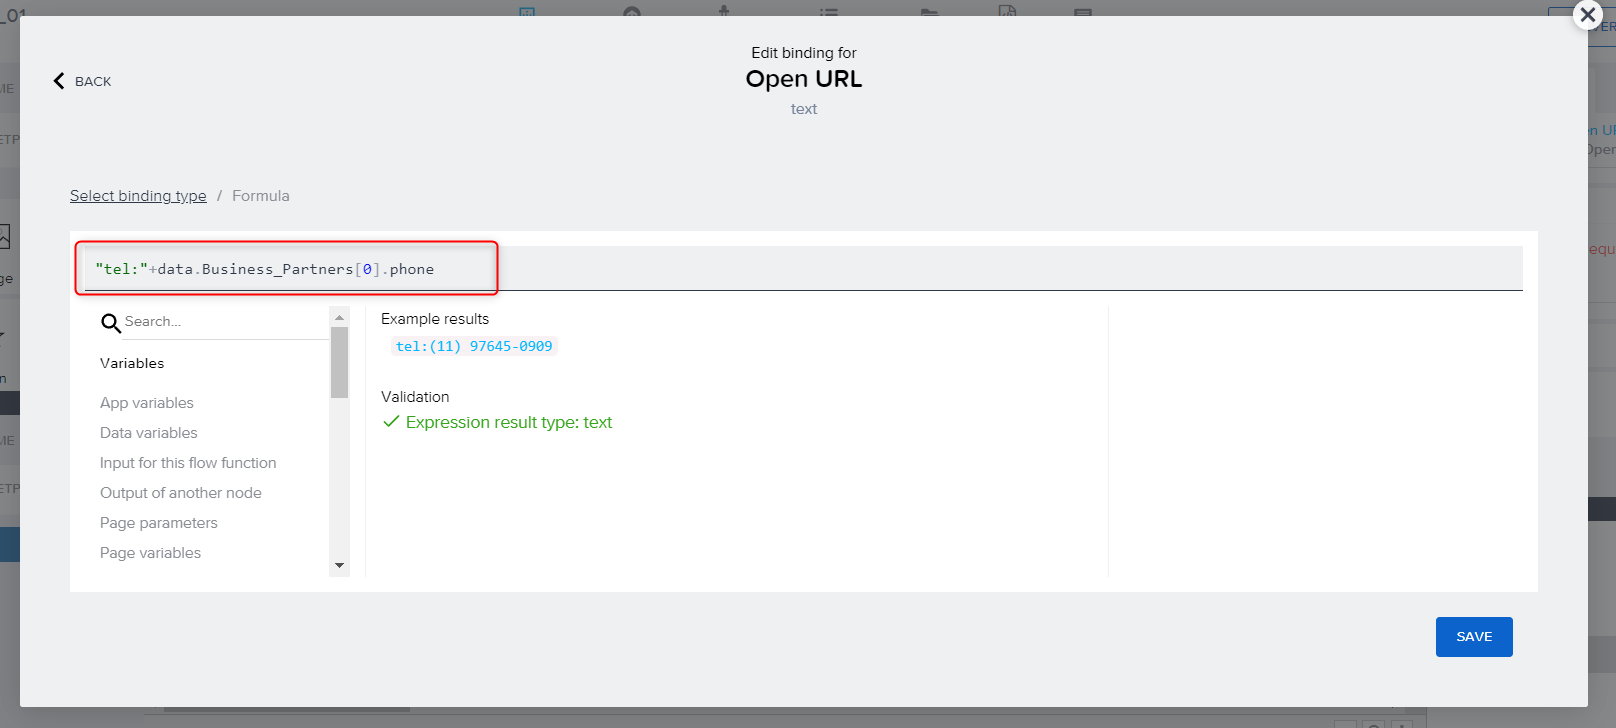 _01
Edit binding for
Open URL
BACK
text
Select binding type / Formula
"tel:"+data.Business_Partners[0].phone
Search...
Example results
tel:(11) 97645-0909
Variables
Validation
App variables
Expression result type: text
Data variables
Input for this flow function
Output of another node
Page parameters
Page variables
SAVE